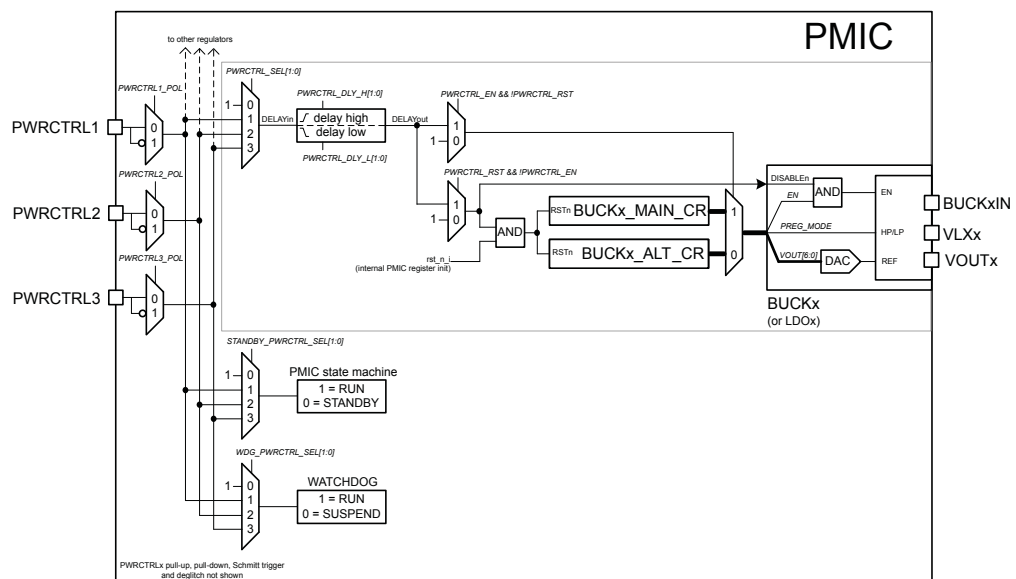 PMIC
to other regulators
PWRCTRL_SEL[1:0]
PWRCTRL1_POL
PWRCTRL_DLY_H[1:0]
PWRCTRL_EN && !PWRCTRL_RST
PWRCTRL1
0
1
1
0
1
2
3
DELAYin
delay high
delay low
DELAYout
1
1
0
PWRCTRL_DLY_L[1:0]
PWRCTRL2_POL
PWRCTRL_RST && !PWRCTRL_EN
DISABLEn
EN
AND
EN
PWRCTRL2
0
1
1
1
0
AND
RSTn
BUCKx_MAIN_CR
1
PREG_MODE
HP/LP
BUCKxIN
VLXx
RSTn
BUCKx_ALT_CR
0
VOUT[6:0]
DAC
REF
VOUTx
rst_n_i
(internal PMIC register init)
PWRCTRL3_POL
PWRCTRL3
0
1
BUCKx
(or LDOx)
STANDBY_PWRCTRL_SEL[1:0]
1
0
1
2
3
PMIC state machine
1 = RUN
0 = STANDBY
WDG_PWRCTRL_SEL[1:0]
1
0
1
2
3
WATCHDOG
1 = RUN
0 = SUSPEND
PWRCTRLx pull-up, pull-down, Schmitt trigger
and deglitch not shown